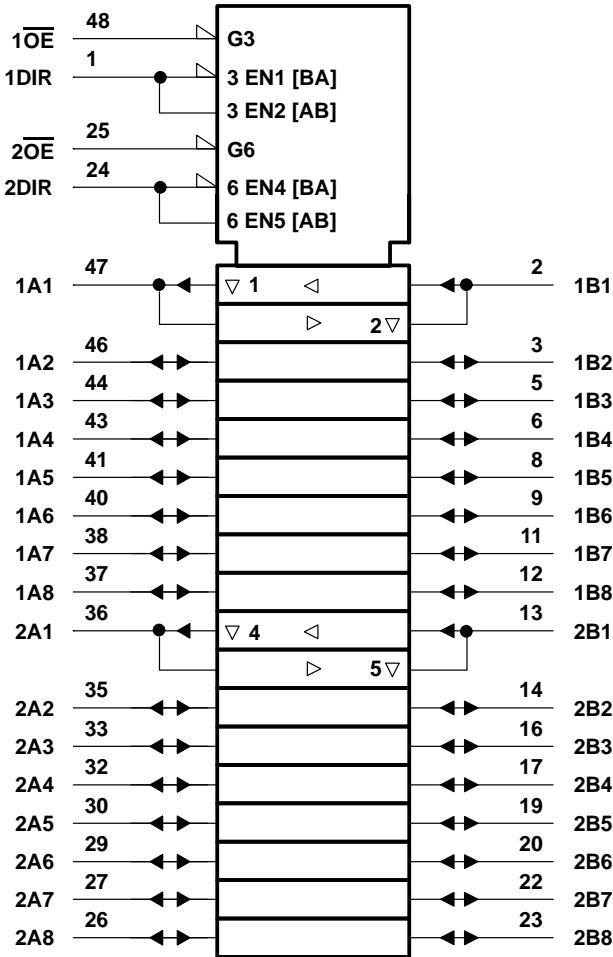 1O̅E̅ 48 G3
1DIR 1 3 EN1 [BA]
3 EN2 [AB]
2O̅E̅ 25 G6
2DIR 24 6 EN4 [BA]
6 EN5 [AB]
1A1 47 ▽ 1 ◁ 2 1B1
▷ 2 ▽
1A2 46 3 1B2
1A3 44 5 1B3
1A4 43 6 1B4
1A5 41 8 1B5
1A6 40 9 1B6
1A7 38 11 1B7
1A8 37 12 1B8
2A1 36 ▽ 4 ◁ 13 2B1
▷ 5 ▽
2A2 35 14 2B2
2A3 33 16 2B3
2A4 32 17 2B4
2A5 30 19 2B5
2A6 29 20 2B6
2A7 27 22 2B7
2A8 26 23 2B8